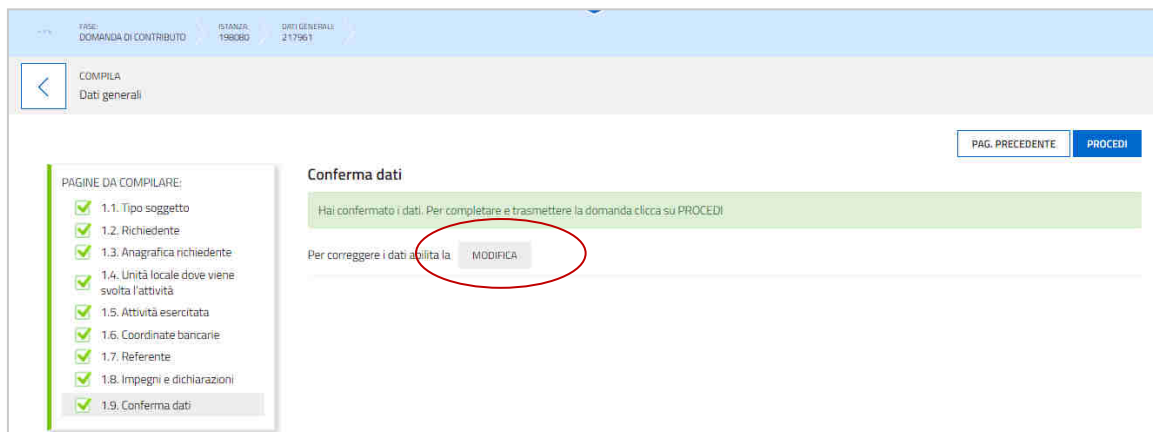 FASE:
DOMANDA DI CONTRIBUTO
ISTANZA:
198080
DATI GENERALI:
217961
COMPILA
Dati generali
PAG. PRECEDENTE
PROCEDI
PAGINE DA COMPILARE:
1.1. Tipo soggetto
1.2. Richiedente
1.3. Anagrafica richiedente
1.4. Unità locale dove viene
svolta l'attività
1.5. Attività esercitata
1.6. Coordinate bancarie
1.7. Referente
1.8. Impegni e dichiarazioni
1.9. Conferma dati
Conferma dati
Hai confermato i dati. Per completare e trasmettere la domanda clicca su PROCEDI
Per correggere i dati abilita la MODIFICA